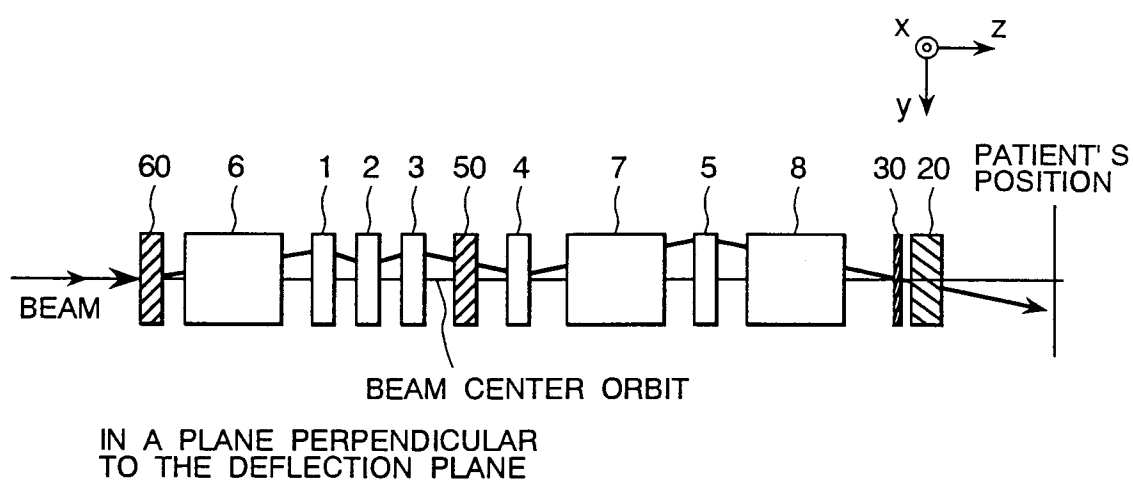 x z
y
PATIENT'S
POSITION
60 6 1 2 3 50 4 7 5 8 30 20
BEAM
BEAM CENTER ORBIT
IN A PLANE PERPENDICULAR
TO THE DEFLECTION PLANE